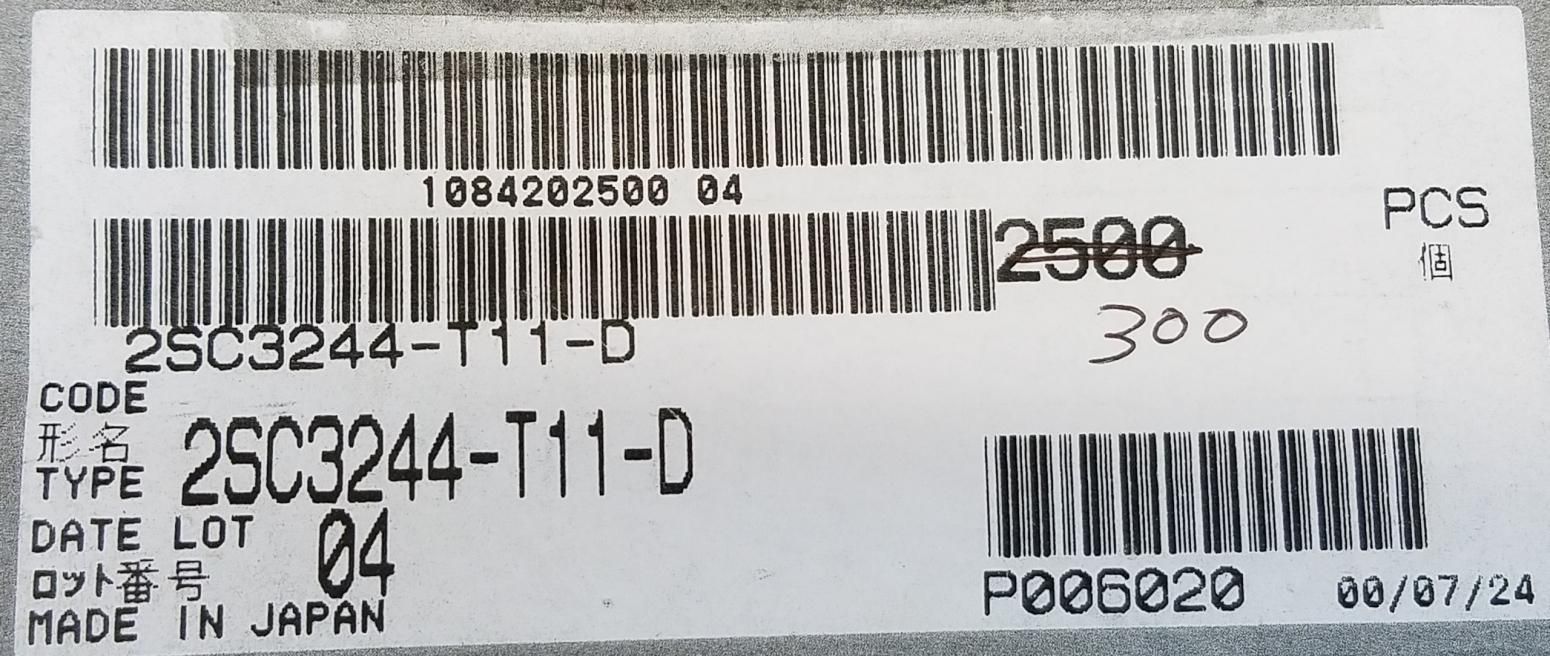 1084202500 04
PCS
2500
個
2SC3244-T11-D
300
CODE
形名
TYPE 2SC3244-T11-D
DATE LOT 04
ロット番号
MADE IN JAPAN
P006020 00/07/24